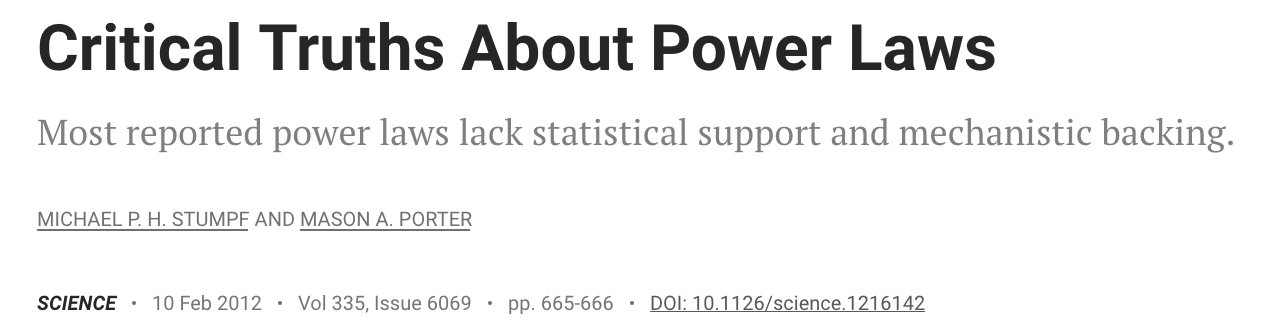 Critical Truths About Power Laws
Most reported power laws lack statistical support and mechanistic backing.
MICHAEL P. H. STUMPF AND MASON A. PORTER
SCIENCE • 10 Feb 2012 • Vol 335, Issue 6069 • pp. 665-666 • DOI: 10.1126/science.1216142